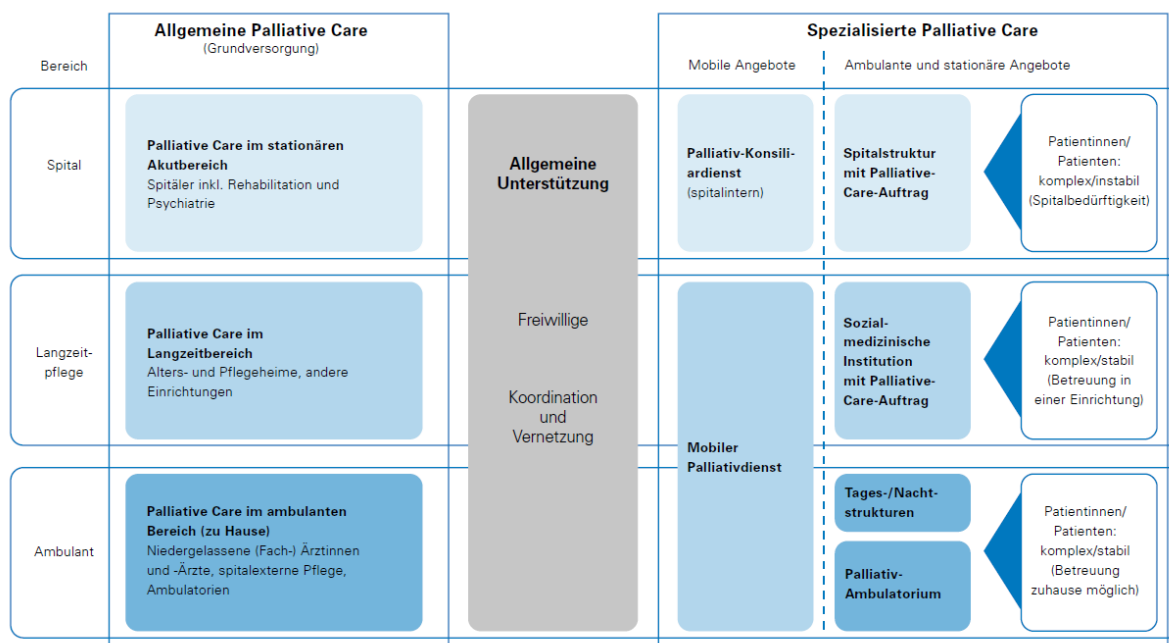 Allgemeine Palliative Care
(Grundversorgung)
Spezialisierte Palliative Care
Bereich
Mobile Angebote
Ambulante und stationäre Angebote
Spital
Palliative Care im stationären
Akutbereich
Spitäler inkl. Rehabilitation und
Psychiatrie
Allgemeine
Unterstützung
Freiwillige
Koordination
und
Vernetzung
Palliativ-Konsili-
ardienst
(spitalintern)
Spitalstruktur
mit Palliative-
Care-Auftrag
Patientinnen/
Patienten:
komplex/instabil
(Spitalbedürftigkeit)
Langzeit-
pflege
Palliative Care im
Langzeitbereich
Alters- und Pflegeheime, andere
Einrichtungen
Mobiler
Palliativdienst
Sozial-
medizinische
Institution
mit Palliative-
Care-Auftrag
Patientinnen/
Patienten:
komplex/stabil
(Betreuung in
einer Einrichtung)
Ambulant
Palliative Care im ambulanten
Bereich (zu Hause)
Niedergelassene (Fach-) Ärztinnen
und -Ärzte, spitalexterne Pflege,
Ambulatorien
Tages-/Nacht-
strukturen
Palliativ-
Ambulatorium
Patientinnen/
Patienten:
komplex/stabil
(Betreuung
zuhause möglich)